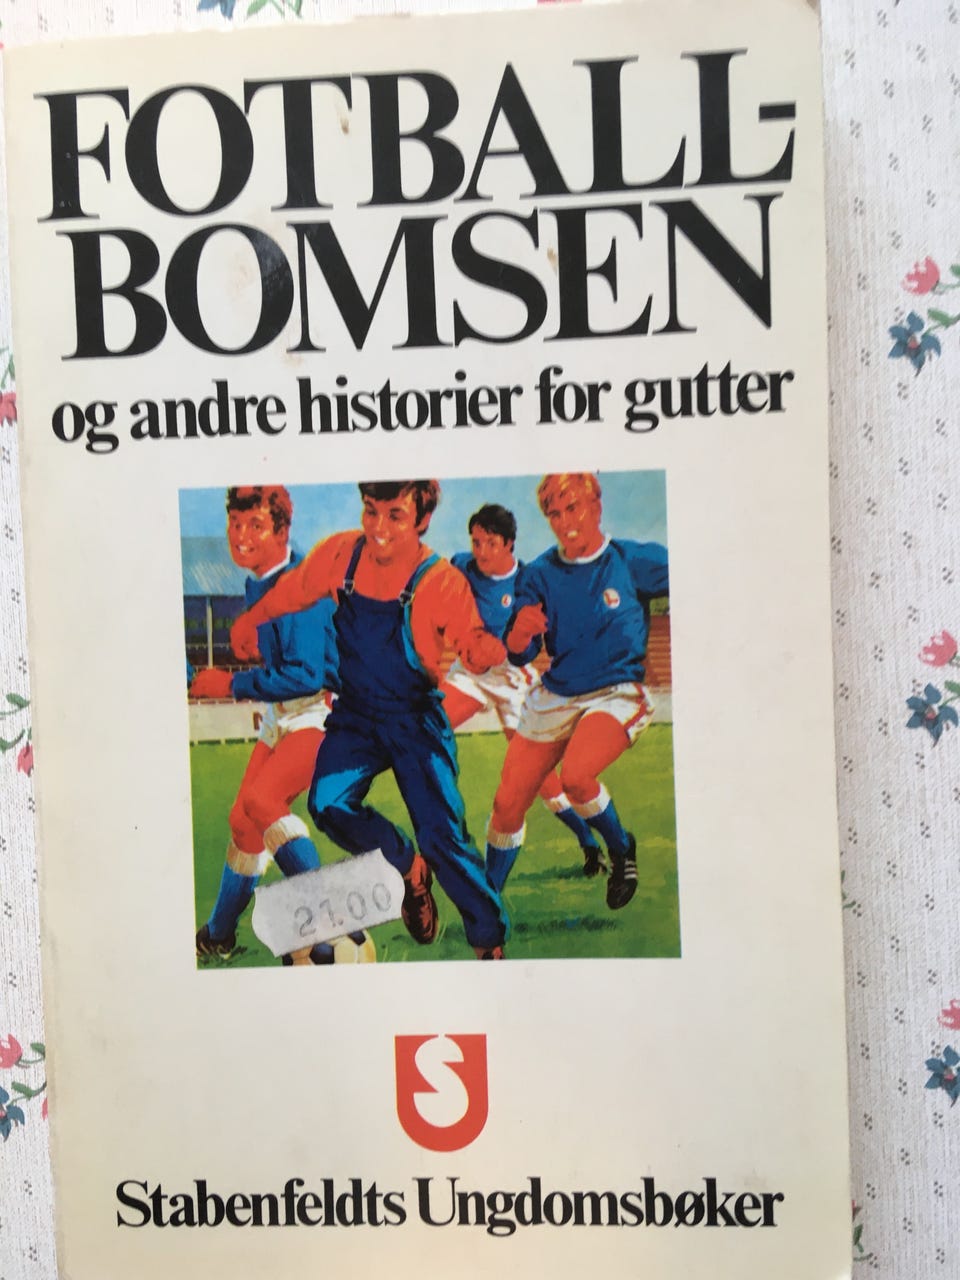 FOTBALL-
BOMSEN
og andre historier for gutter
21.00
S
Stabenfeldts Ungdomsbøker